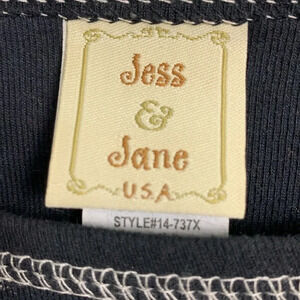 Jess
&
Jane
U.S.A.
STYLE#14-737X